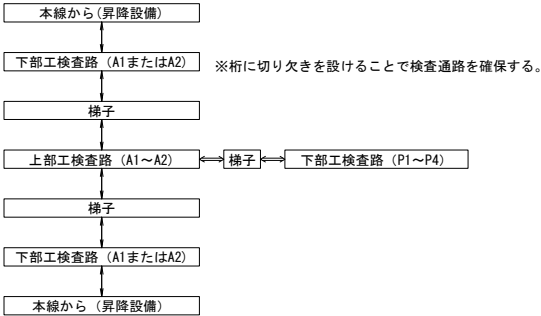 本線から(昇降設備)
下部工検査路（A1またはA2）
※桁に切り欠きを設けることで検査通路を確保する。
梯子
上部工検査路（A1～A2）
梯子
下部工検査路（P1～P4）
梯子
下部工検査路（A1またはA2）
本線から（昇降設備）